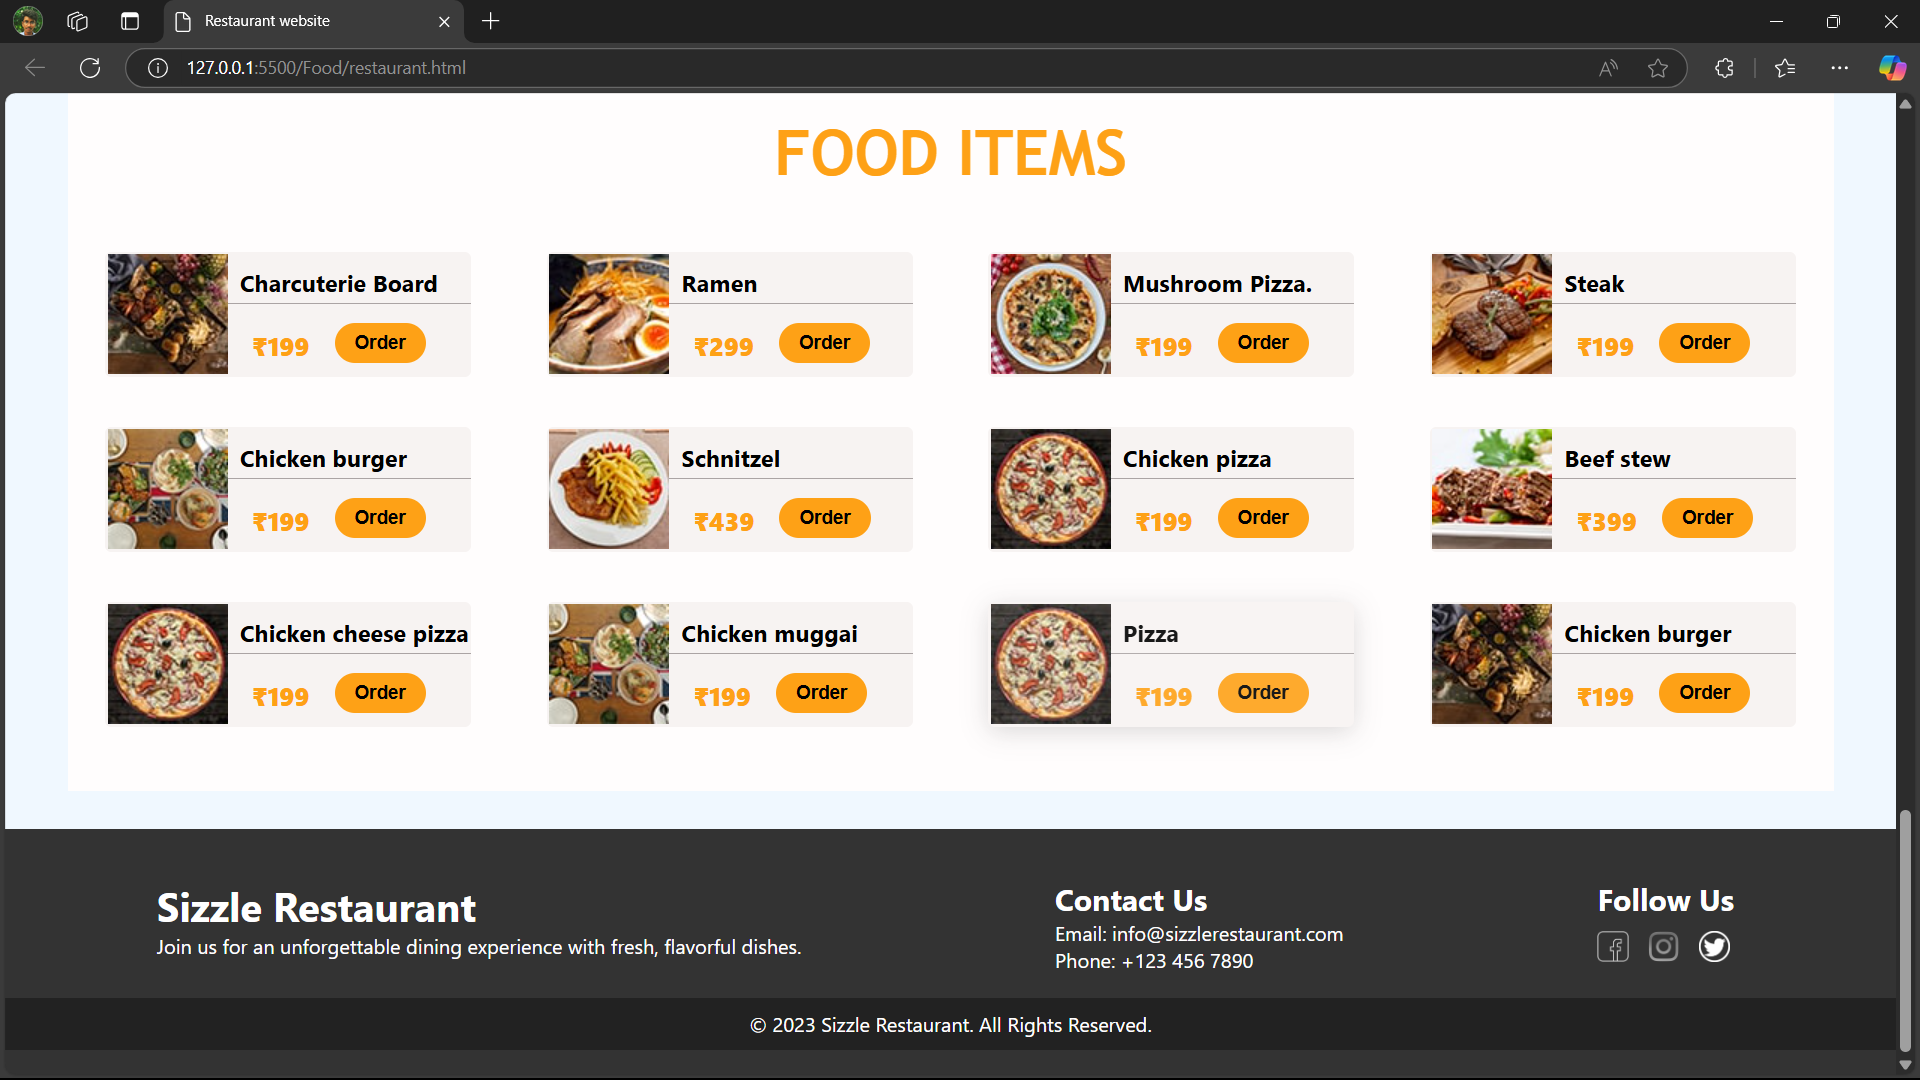 Restaurant website
127.0.0.1:5500/Food/restaurant.html
FOOD ITEMS
Charcuterie Board
₹199 Order
Ramen
₹299 Order
Mushroom Pizza.
₹199 Order
Steak
₹199 Order
Chicken burger
₹199 Order
Schnitzel
₹439 Order
Chicken pizza
₹199 Order
Beef stew
₹399 Order
Chicken cheese pizza
₹199 Order
Chicken muggai
₹199 Order
Pizza
₹199 Order
Chicken burger
₹199 Order
Sizzle Restaurant
Join us for an unforgettable dining experience with fresh, flavorful dishes.
Contact Us
Email: info@sizzlerestaurant.com
Phone: +123 456 7890
Follow Us
© 2023 Sizzle Restaurant. All Rights Reserved.